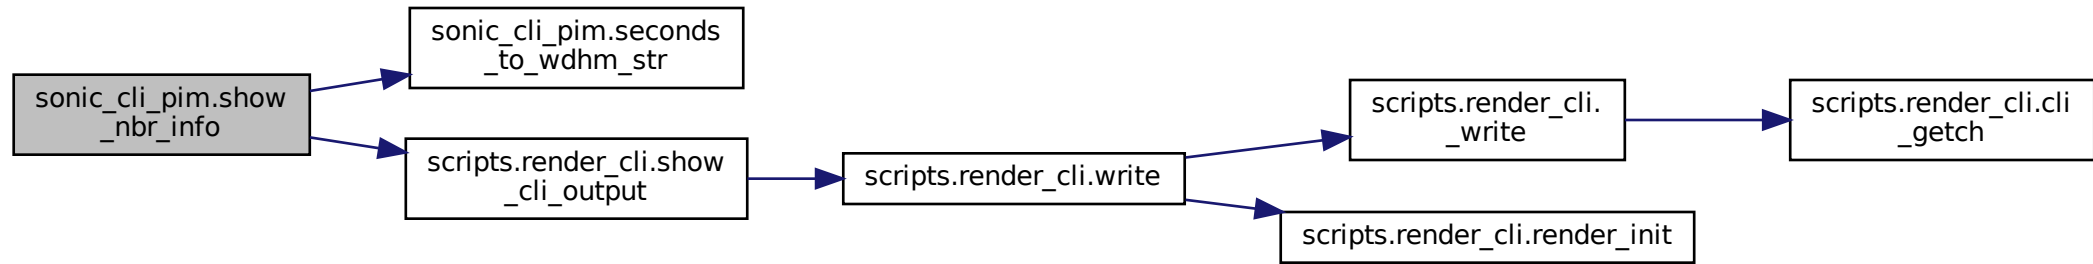 sonic_cli_pim.show
_nbr_info
sonic_cli_pim.seconds
_to_wdhm_str
scripts.render_cli.show
_cli_output
scripts.render_cli.write
scripts.render_cli.
_write
scripts.render_cli.cli
_getch
scripts.render_cli.render_init